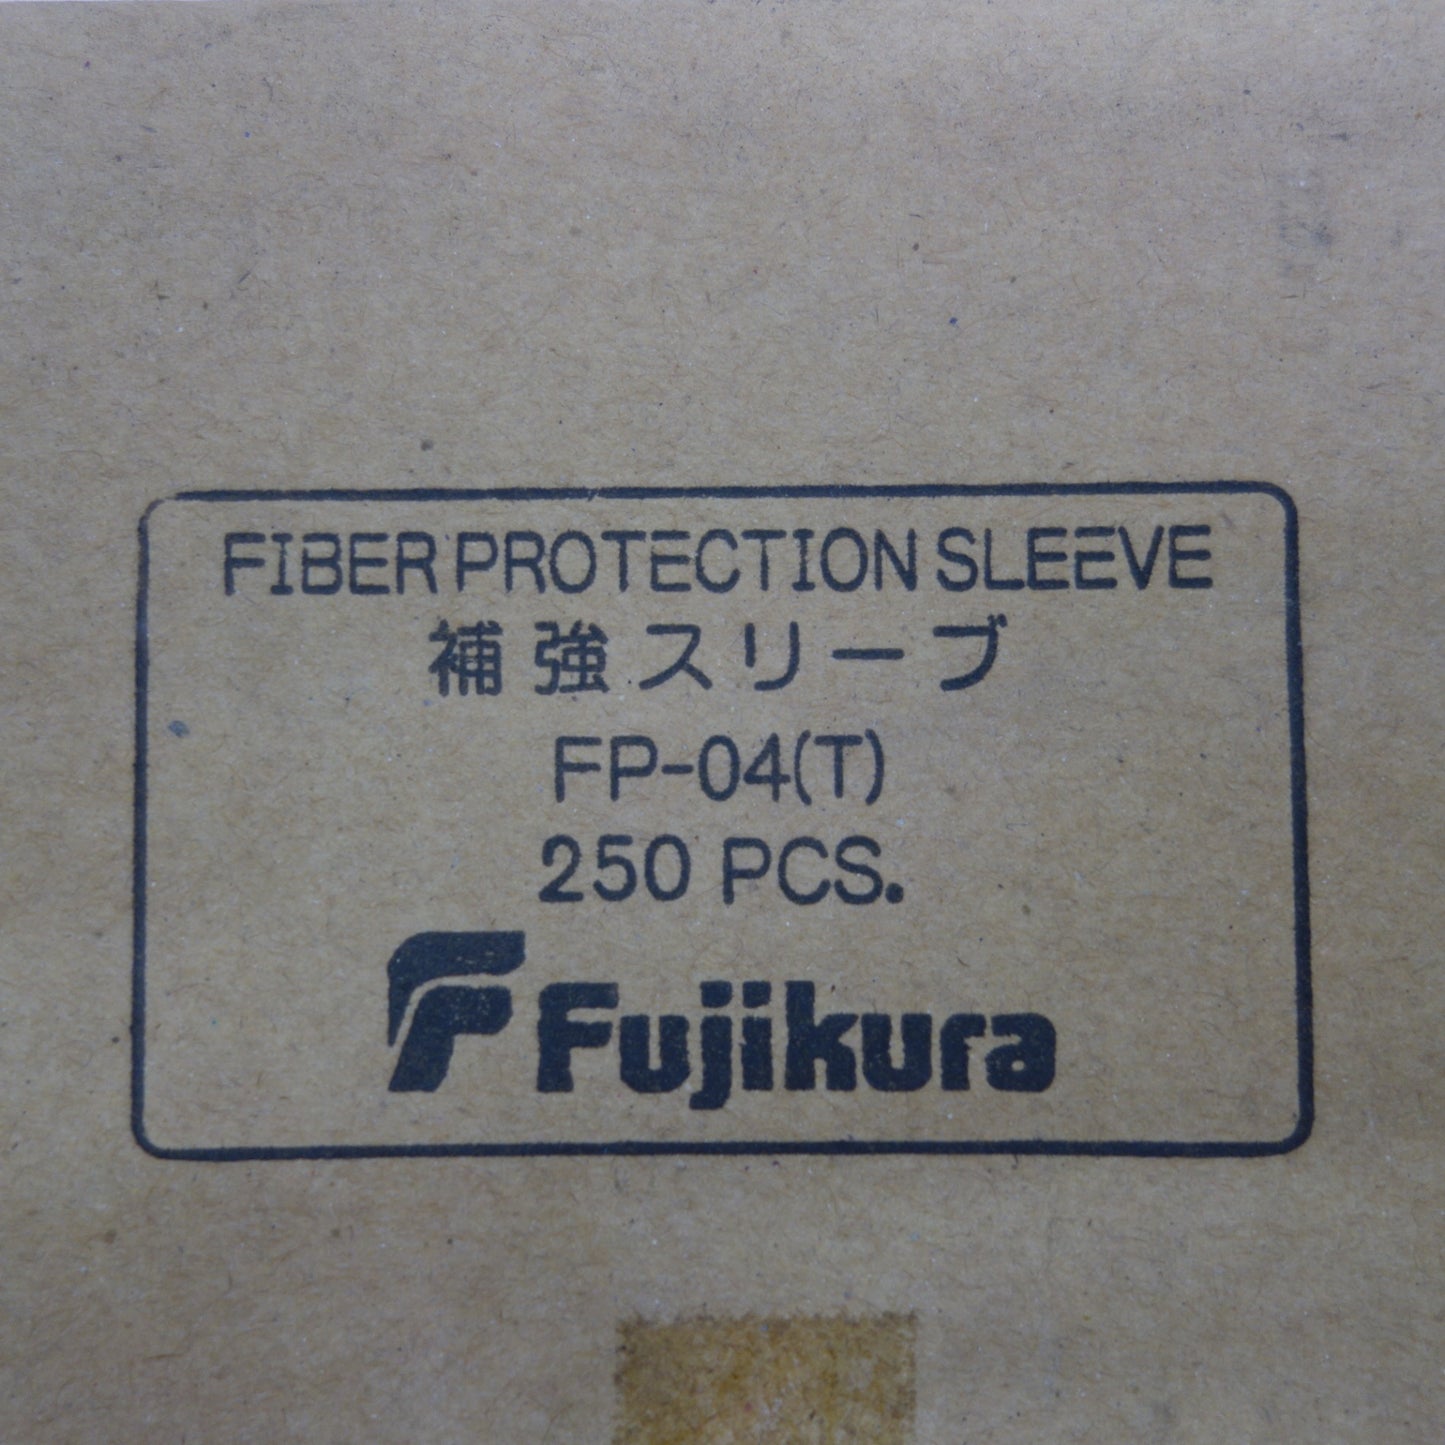 FIBER PROTECTION SLEEVE
補強スリーブ
FP-04(T)
250 PCS.
Fujikura